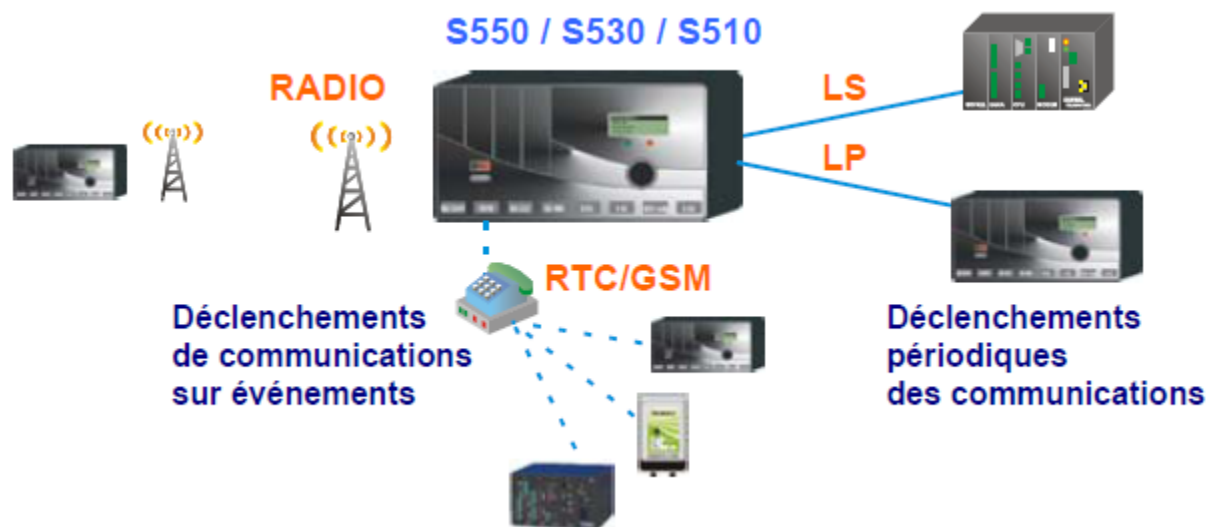 S550 / S530 / S510
RADIO
LS
LP
RTC/GSM
Déclenchements
de communications
sur événements
Déclenchements
périodiques
des communications